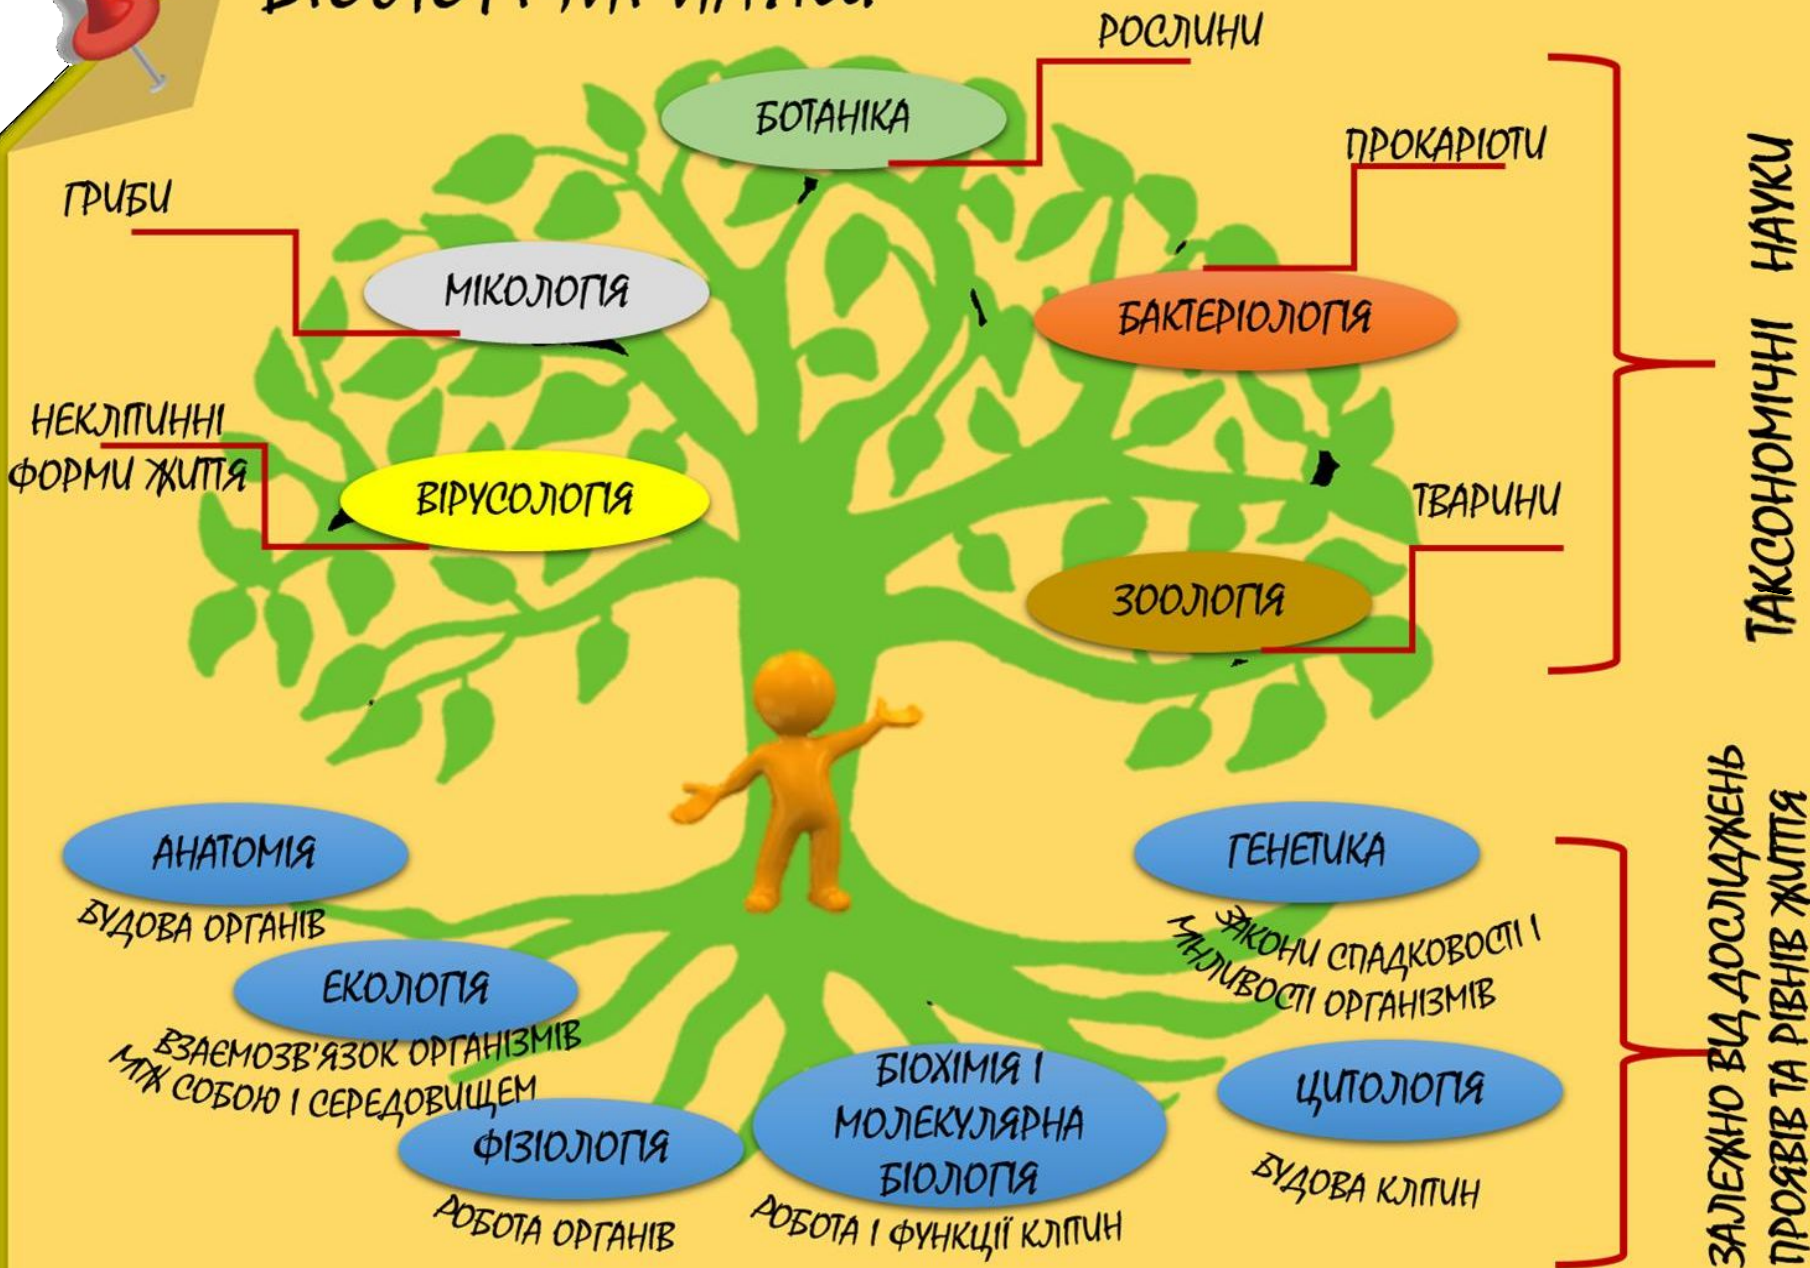 РОСЛИНИ
БОТАНІКА
ПРОКАРІОТИ
ГРИБИ
МІКОЛОГІЯ
БАКТЕРІОЛОГІЯ
НЕКЛІТИННІ
ФОРМИ ЖИТТЯ
ВІРУСОЛОГІЯ
ТВАРИНИ
ЗООЛОГІЯ
ТАКСОНОМІЧНІ НАУКИ
АНАТОМІЯ
БУДОВА ОРГАНІВ
ГЕНЕТИКА
ЗАКОНИ СПАДКОВОСТІ І
МІНЛИВОСТІ ОРГАНІЗМІВ
ЕКОЛОГІЯ
ВЗАЄМОЗВ'ЯЗОК ОРГАНІЗМІВ
МІЖ СОБОЮ І СЕРЕДОВИЩЕМ
ФІЗІОЛОГІЯ
РОБОТА ОРГАНІВ
БІОХІМІЯ І
МОЛЕКУЛЯРНА
БІОЛОГІЯ
РОБОТА І ФУНКЦІЇ КЛІТИН
ЦИТОЛОГІЯ
БУДОВА КЛІТИН
ЗАЛЕЖНО ВІД ДОСЛІДЖЕНЬ
ПРОЯВІВ ТА РІВНІВ ЖИТТЯ